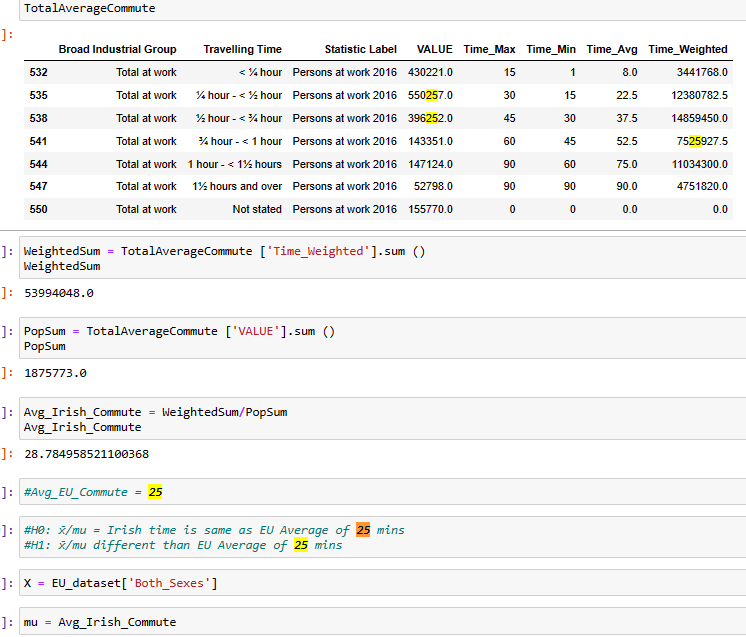 TotalAverageCommute
]:
Broad Industrial Group Travelling Time Statistic Label VALUE Time_Max Time_Min Time_Avg Time_Weighted
532 Total at work < ¼ hour Persons at work 2016 430221.0 15 1 8.0 3441768.0
535 Total at work ¼ hour - < ½ hour Persons at work 2016 550257.0 30 15 22.5 12380782.5
538 Total at work ½ hour - < ¾ hour Persons at work 2016 396252.0 45 30 37.5 14859450.0
541 Total at work ¾ hour - < 1 hour Persons at work 2016 143351.0 60 45 52.5 7525927.5
544 Total at work 1 hour - < 1½ hours Persons at work 2016 147124.0 90 60 75.0 11034300.0
547 Total at work 1½ hours and over Persons at work 2016 52798.0 90 90 90.0 4751820.0
550 Total at work Not stated Persons at work 2016 155770.0 0 0 0.0 0.0
]: WeightedSum = TotalAverageCommute ['Time_Weighted'].sum ()
WeightedSum
]: 53994048.0
]: PopSum = TotalAverageCommute ['VALUE'].sum ()
PopSum
]: 1875773.0
]: Avg_Irish_Commute = WeightedSum/PopSum
Avg_Irish_Commute
]: 28.784958521100368
]: #Avg_EU_Commute = 25
]: #H0: x̄/mu = Irish time is same as EU Average of 25 mins
#H1: x̄/mu different than EU Average of 25 mins
]: X = EU_dataset['Both_Sexes']
]: mu = Avg_Irish_Commute